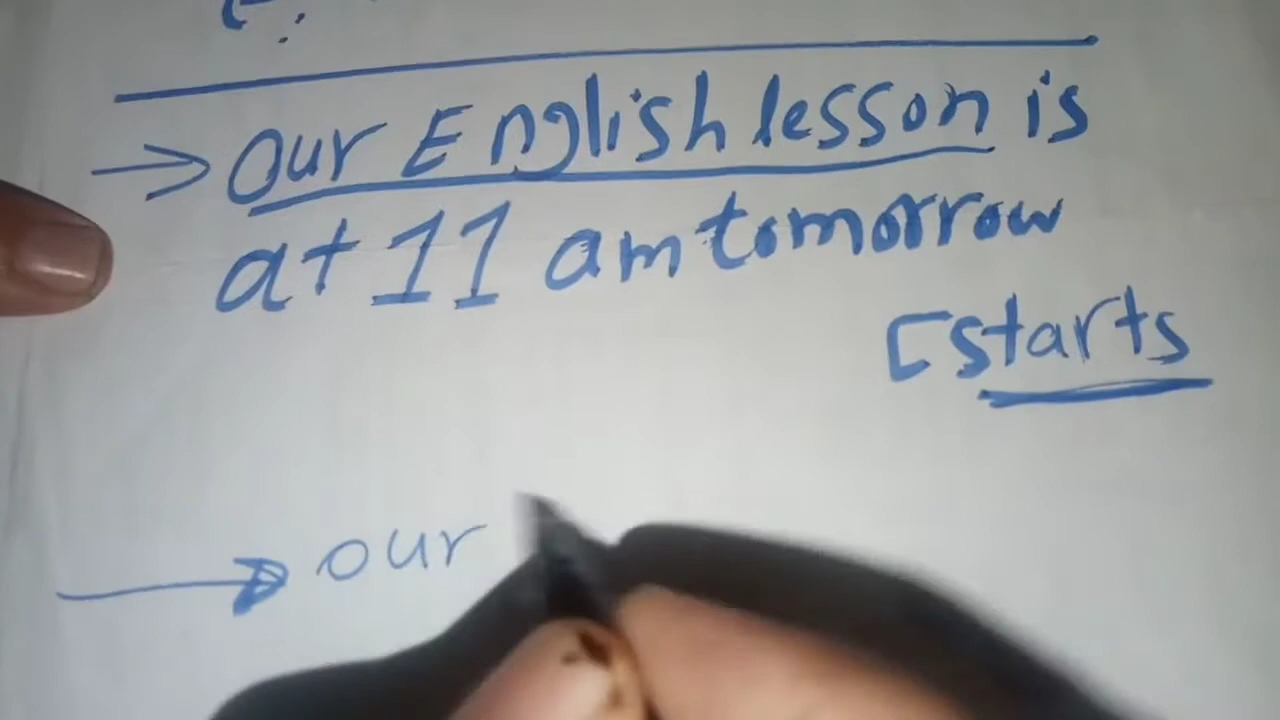 Our English lesson is
at 11 am tomorrow
[starts
our